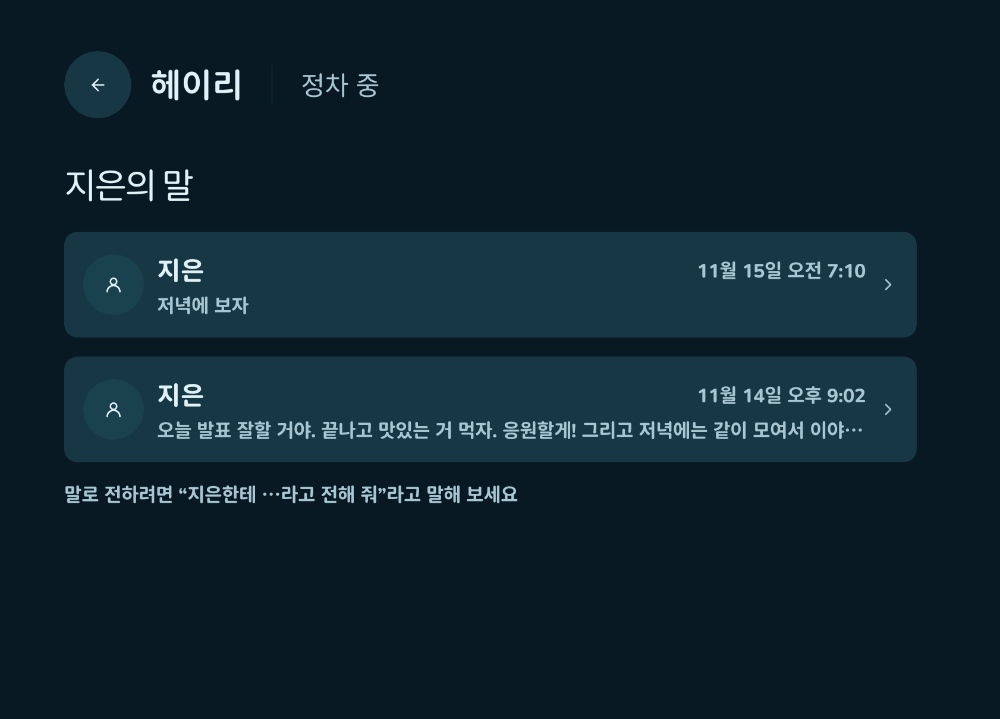 헤이리
정차 중
지은의 말
지은
11월 15일 오전 7:10
저녁에 보자
지은
11월 14일 오후 9:02
오늘 발표 잘할 거야. 끝나고 맛있는 거 먹자. 응원할게! 그리고 저녁에는 같이 모여서 이야…
말로 전하려면 “지은한테 …라고 전해 줘”라고 말해 보세요